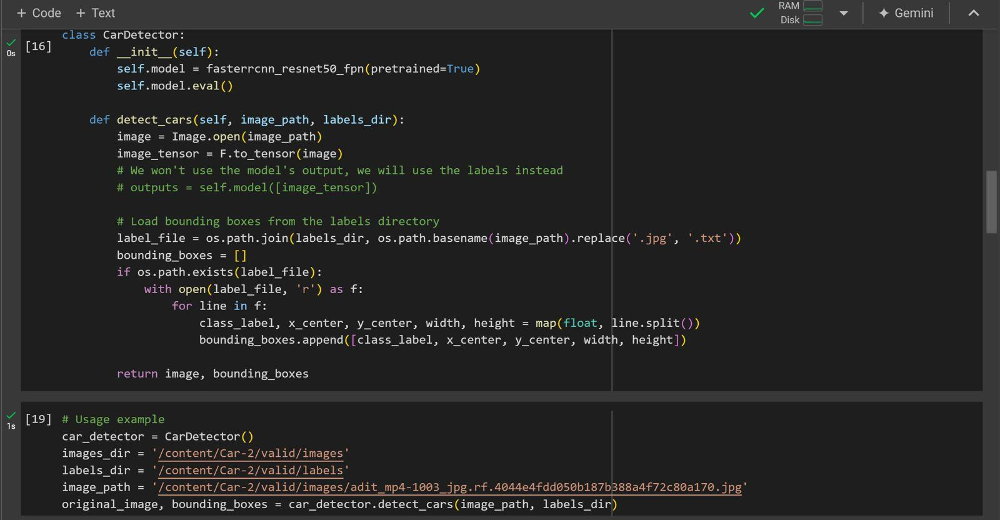 + Code + Text RAM Disk Gemini
[16] class CarDetector:
0s
    def __init__(self):
        self.model = fasterrcnn_resnet50_fpn(pretrained=True)
        self.model.eval()
    def detect_cars(self, image_path, labels_dir):
        image = Image.open(image_path)
        image_tensor = F.to_tensor(image)
        # We won't use the model's output, we will use the labels instead
        # outputs = self.model([image_tensor])
        # Load bounding boxes from the labels directory
        label_file = os.path.join(labels_dir, os.path.basename(image_path).replace('.jpg', '.txt'))
        bounding_boxes = []
        if os.path.exists(label_file):
            with open(label_file, 'r') as f:
                for line in f:
                    class_label, x_center, y_center, width, height = map(float, line.split())
                    bounding_boxes.append([class_label, x_center, y_center, width, height])
        return image, bounding_boxes
[19] # Usage example
1s
car_detector = CarDetector()
images_dir = '/content/Car-2/valid/images'
labels_dir = '/content/Car-2/valid/labels'
image_path = '/content/Car-2/valid/images/adit_mp4-1003_jpg.rf.4044e4fdd050b187b388a4f72c80a170.jpg'
original_image, bounding_boxes = car_detector.detect_cars(image_path, labels_dir)